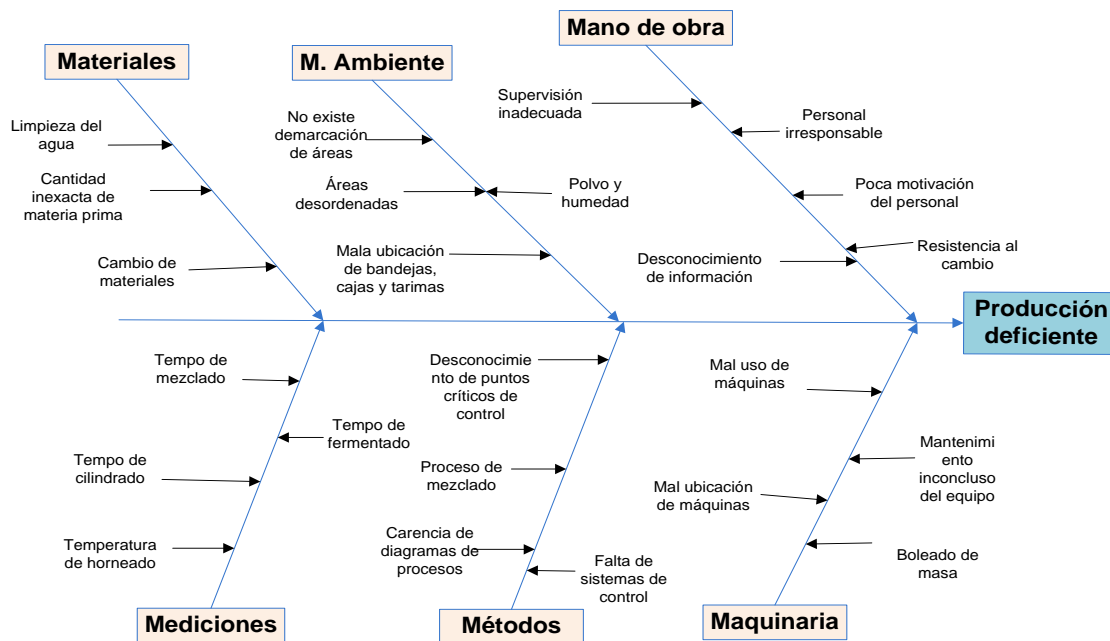 Materiales
M. Ambiente
Mano de obra
Limpieza del
agua
Cantidad
inexacta de
materia prima
Cambio de
materiales
No existe
demarcación
de áreas
Áreas
desordenadas
Polvo y
humedad
Mala ubicación
de bandejas,
cajas y tarimas
Supervisión
inadecuada
Personal
irresponsable
Poca motivación
del personal
Resistencia al
cambio
Desconocimiento
de información
Producción
deficiente
Tempo de
mezclado
Tempo de
fermentado
Tempo de
cilindrado
Temperatura
de horneado
Desconocimie
nto de puntos
críticos de
control
Proceso de
mezclado
Carencia de
diagramas de
procesos
Falta de
sistemas de
control
Mal uso de
máquinas
Mantenimi
ento
inconcluso
del equipo
Mal ubicación
de máquinas
Boleado de
masa
Mediciones
Métodos
Maquinaria